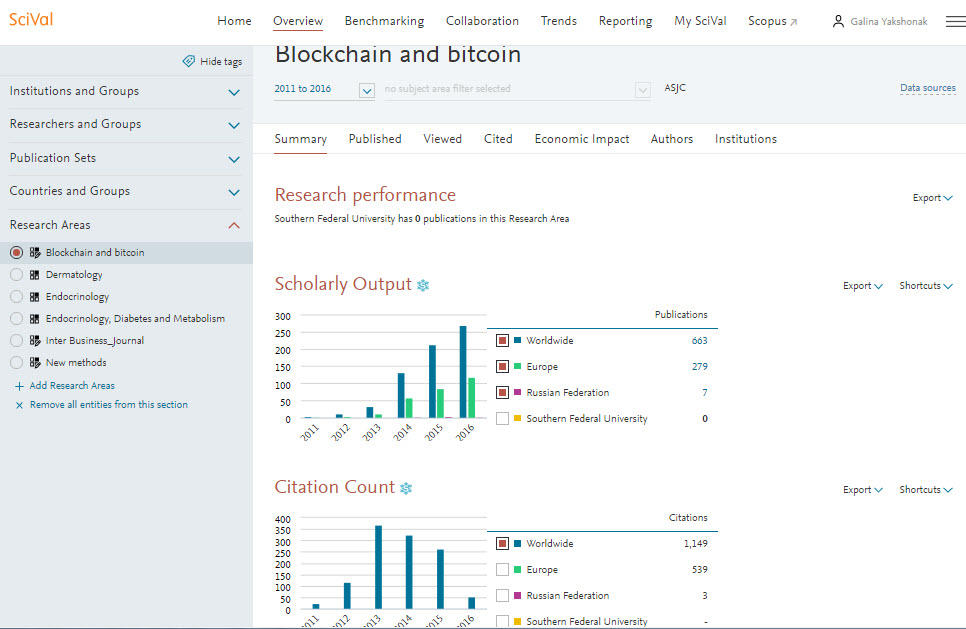 SciVal
Home Overview Benchmarking Collaboration Trends Reporting My SciVal Scopus Galina Yakshonak
Hide tags
Institutions and Groups
Researchers and Groups
Publication Sets
Countries and Groups
Research Areas
Blockchain and bitcoin
Dermatology
Endocrinology
Endocrinology, Diabetes and Metabolism
Inter Business_Journal
New methods
Add Research Areas
Remove all entities from this section
Blockchain and bitcoin
2011 to 2016 no subject area filter selected ASJC Data sources
Summary Published Viewed Cited Economic Impact Authors Institutions
Research performance
Export
Southern Federal University has 0 publications in this Research Area
Scholarly Output
Export Shortcuts
300
250
200
150
100
50
0
2011 2012 2013 2014 2015 2016
Publications
Worldwide 663
Europe 279
Russian Federation 7
Southern Federal University 0
Citation Count
Export Shortcuts
400
350
300
250
200
150
100
50
0
Citations
Worldwide 1,149
Europe 539
Russian Federation 3
Southern Federal University -